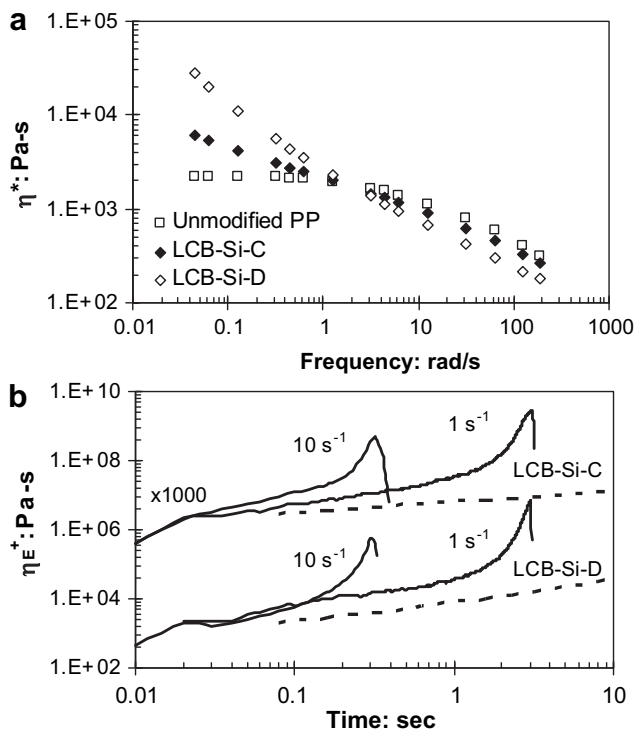 a
1.E+05
1.E+04
1.E+03
1.E+02
η*: Pa-s
Unmodified PP
LCB-Si-C
LCB-Si-D
0.01 0.1 1 10 100 1000
Frequency: rad/s
b
1.E+10
1.E+08
1.E+06
1.E+04
1.E+02
ηE+: Pa-s
x1000
10 s-1
1 s-1
LCB-Si-C
10 s-1
1 s-1
LCB-Si-D
0.01 0.1 1 10
Time: sec